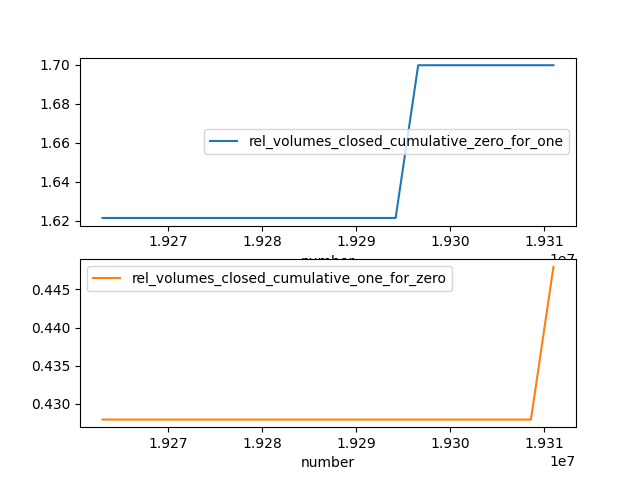 1.70
1.68
1.66
1.64
1.62
rel_volumes_closed_cumulative_zero_for_one
1.927 1.928 1.929 1.930 1.931
number
1e7
rel_volumes_closed_cumulative_one_for_zero
0.445
0.440
0.435
0.430
1.927 1.928 1.929 1.930 1.931
number
1e7